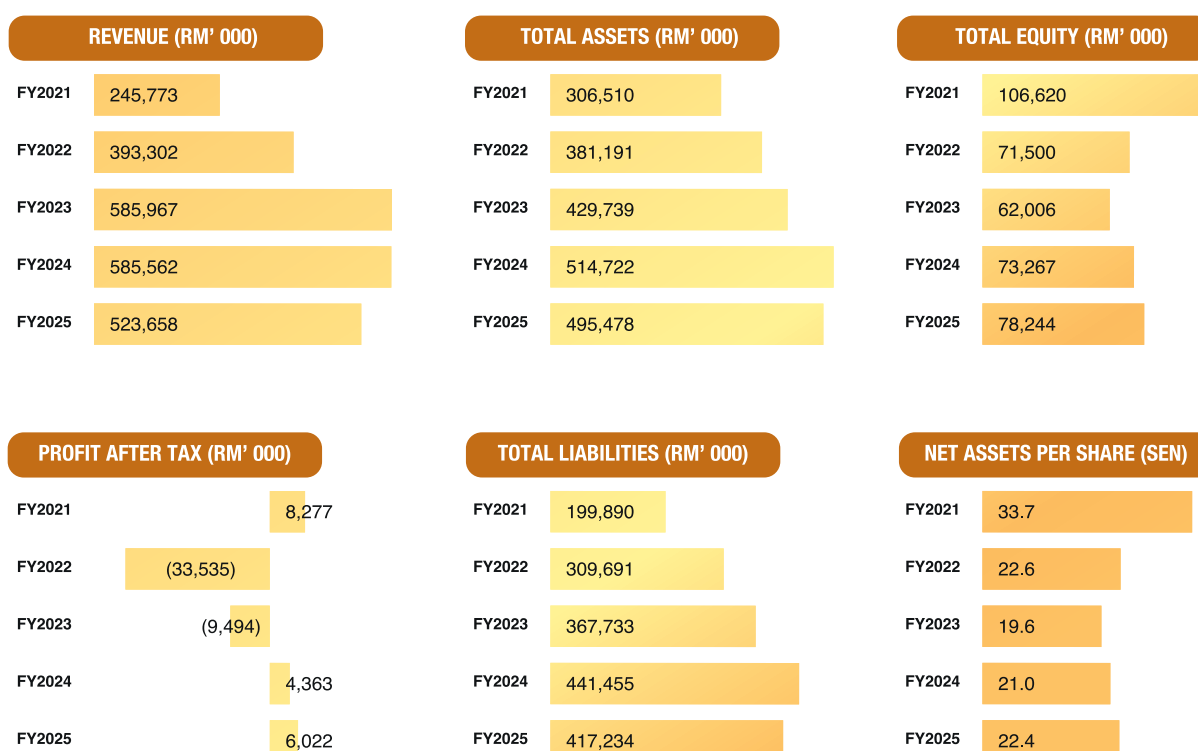 REVENUE (RM' 000)
FY2021 245,773
FY2022 393,302
FY2023 585,967
FY2024 585,562
FY2025 523,658
TOTAL ASSETS (RM' 000)
FY2021 306,510
FY2022 381,191
FY2023 429,739
FY2024 514,722
FY2025 495,478
TOTAL EQUITY (RM' 000)
FY2021 106,620
FY2022 71,500
FY2023 62,006
FY2024 73,267
FY2025 78,244
PROFIT AFTER TAX (RM' 000)
FY2021 8,277
FY2022 (33,535)
FY2023 (9,494)
FY2024 4,363
FY2025 6,022
TOTAL LIABILITIES (RM' 000)
FY2021 199,890
FY2022 309,691
FY2023 367,733
FY2024 441,455
FY2025 417,234
NET ASSETS PER SHARE (SEN)
FY2021 33.7
FY2022 22.6
FY2023 19.6
FY2024 21.0
FY2025 22.4